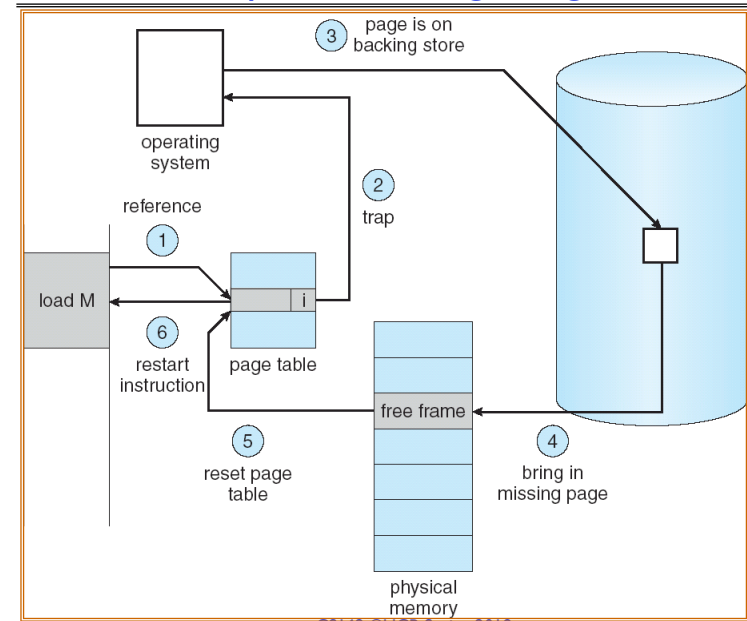 3
page is on
backing store
operating
system
2
trap
reference
1
load M
i
6
restart
instruction
page table
free frame
5
reset page
table
4
bring in
missing page
physical
memory